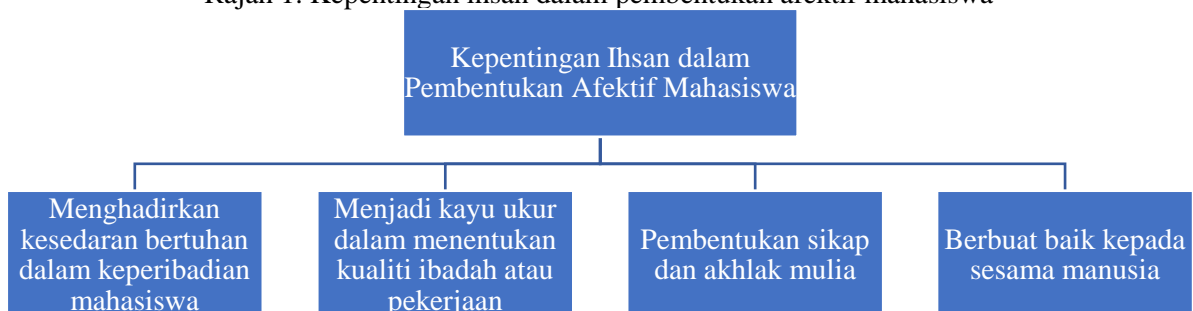 Rajah 1: Kepentingan ihsan dalam pembentukan afektif mahasiswa
Kepentingan Ihsan dalam
Pembentukan Afektif Mahasiswa
Menghadirkan
kesedaran bertuhan
dalam keperibadian
mahasiswa
Menjadi kayu ukur
dalam menentukan
kualiti ibadah atau
pekerjaan
Pembentukan sikap
dan akhlak mulia
Berbuat baik kepada
sesama manusia